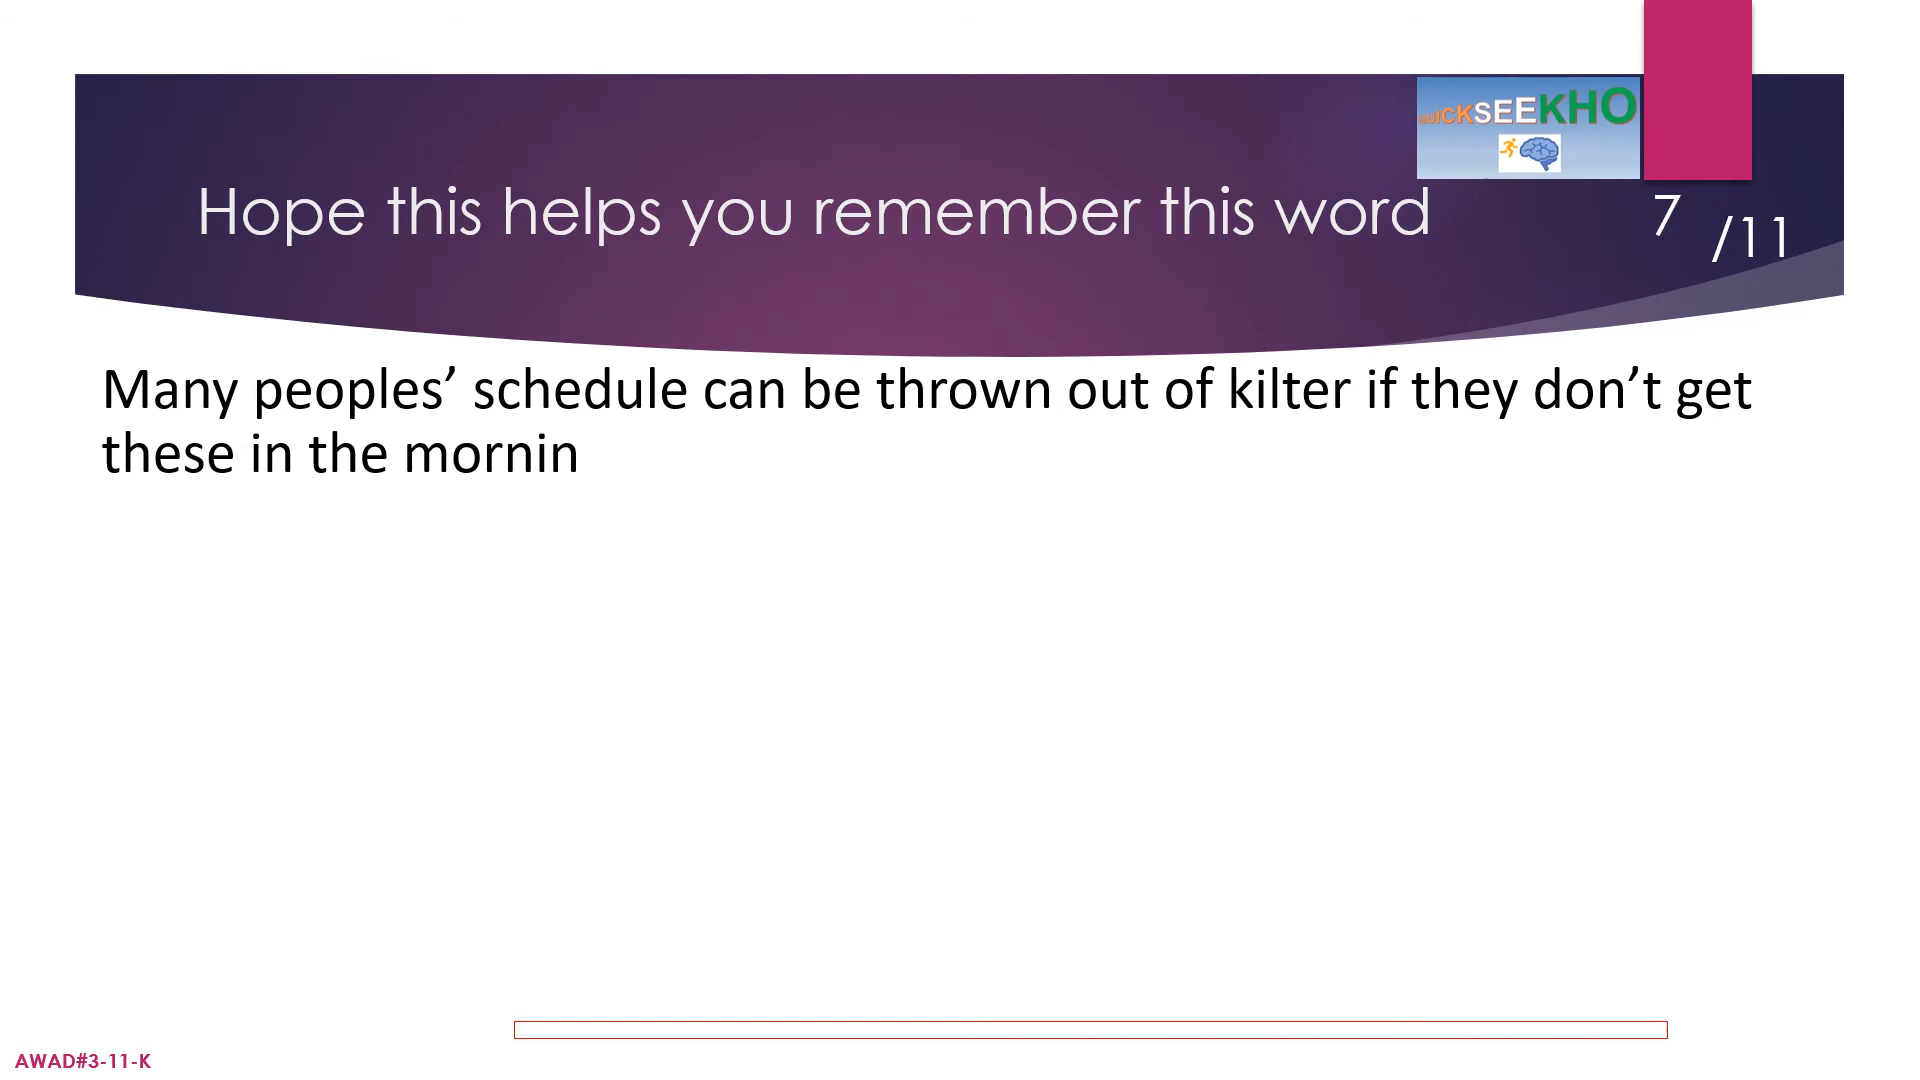 QUICKSEEKHO
Hope this helps you remember this word
7 /11
Many peoples’ schedule can be thrown out of kilter if they don’t get
these in the mornin
AWAD#3-11-K